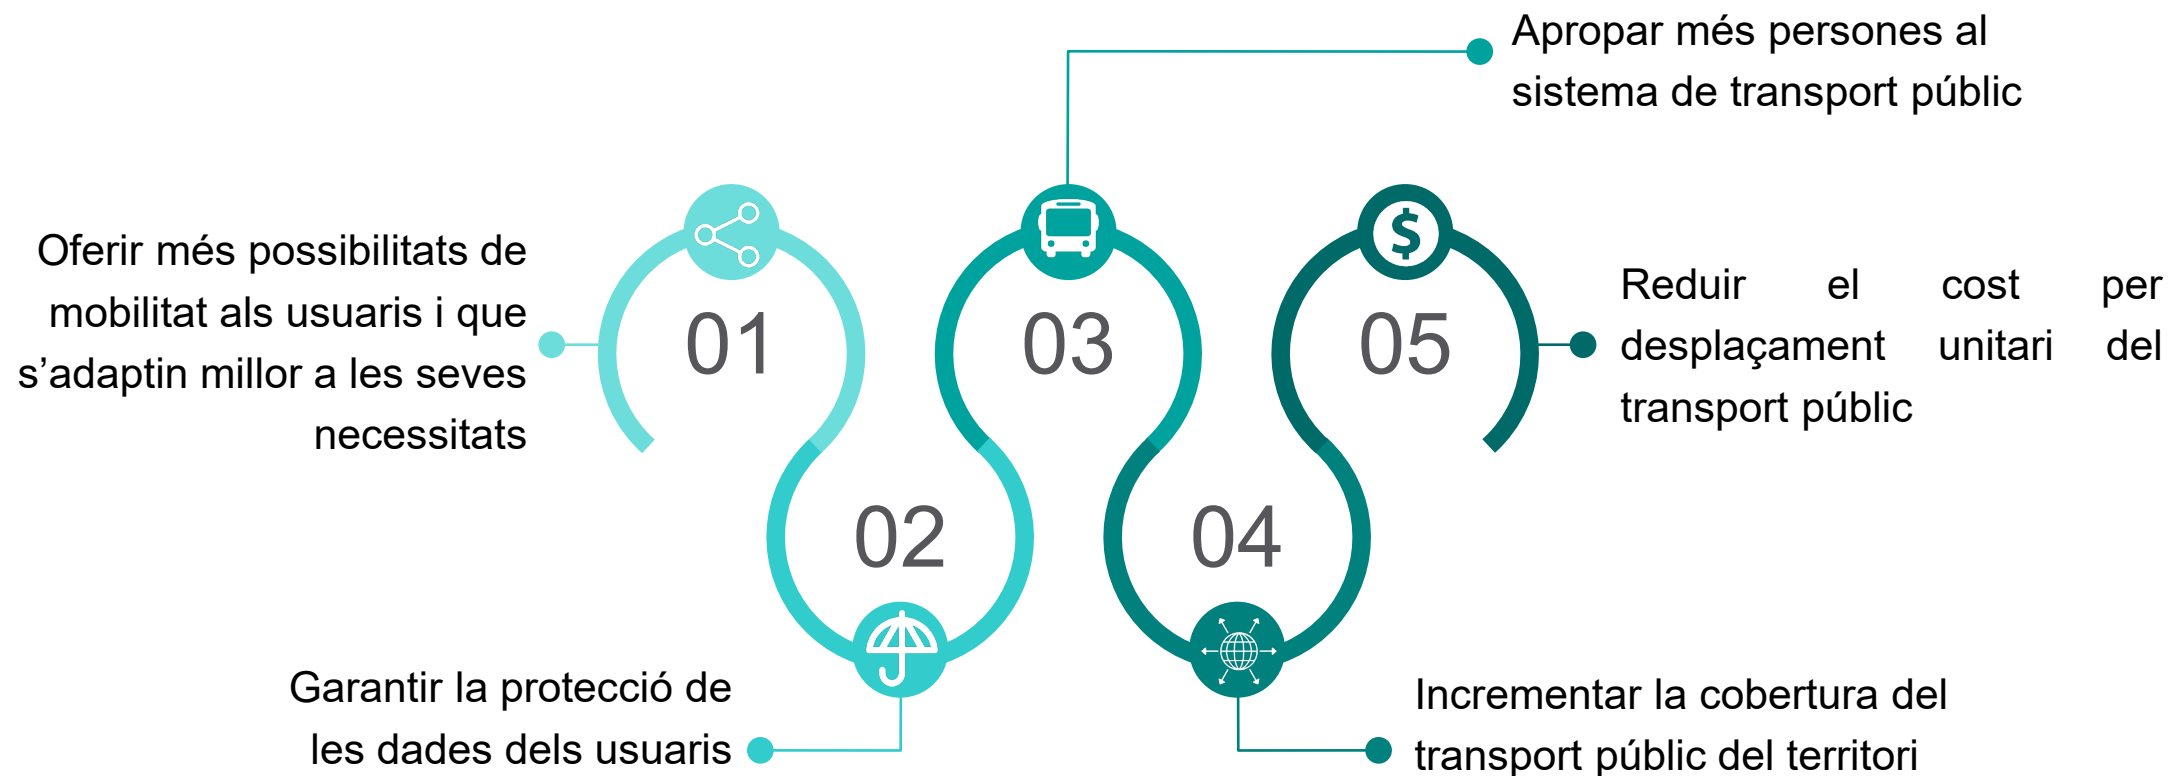 Apropar més persones al
sistema de transport públic
Oferir més possibilitats de
mobilitat als usuaris i que
s’adaptin millor a les seves
necessitats
01
03
$
05
Reduir el cost per
desplaçament unitari del
transport públic
02
04
Garantir la protecció de
les dades dels usuaris
Incrementar la cobertura del
transport públic del territori